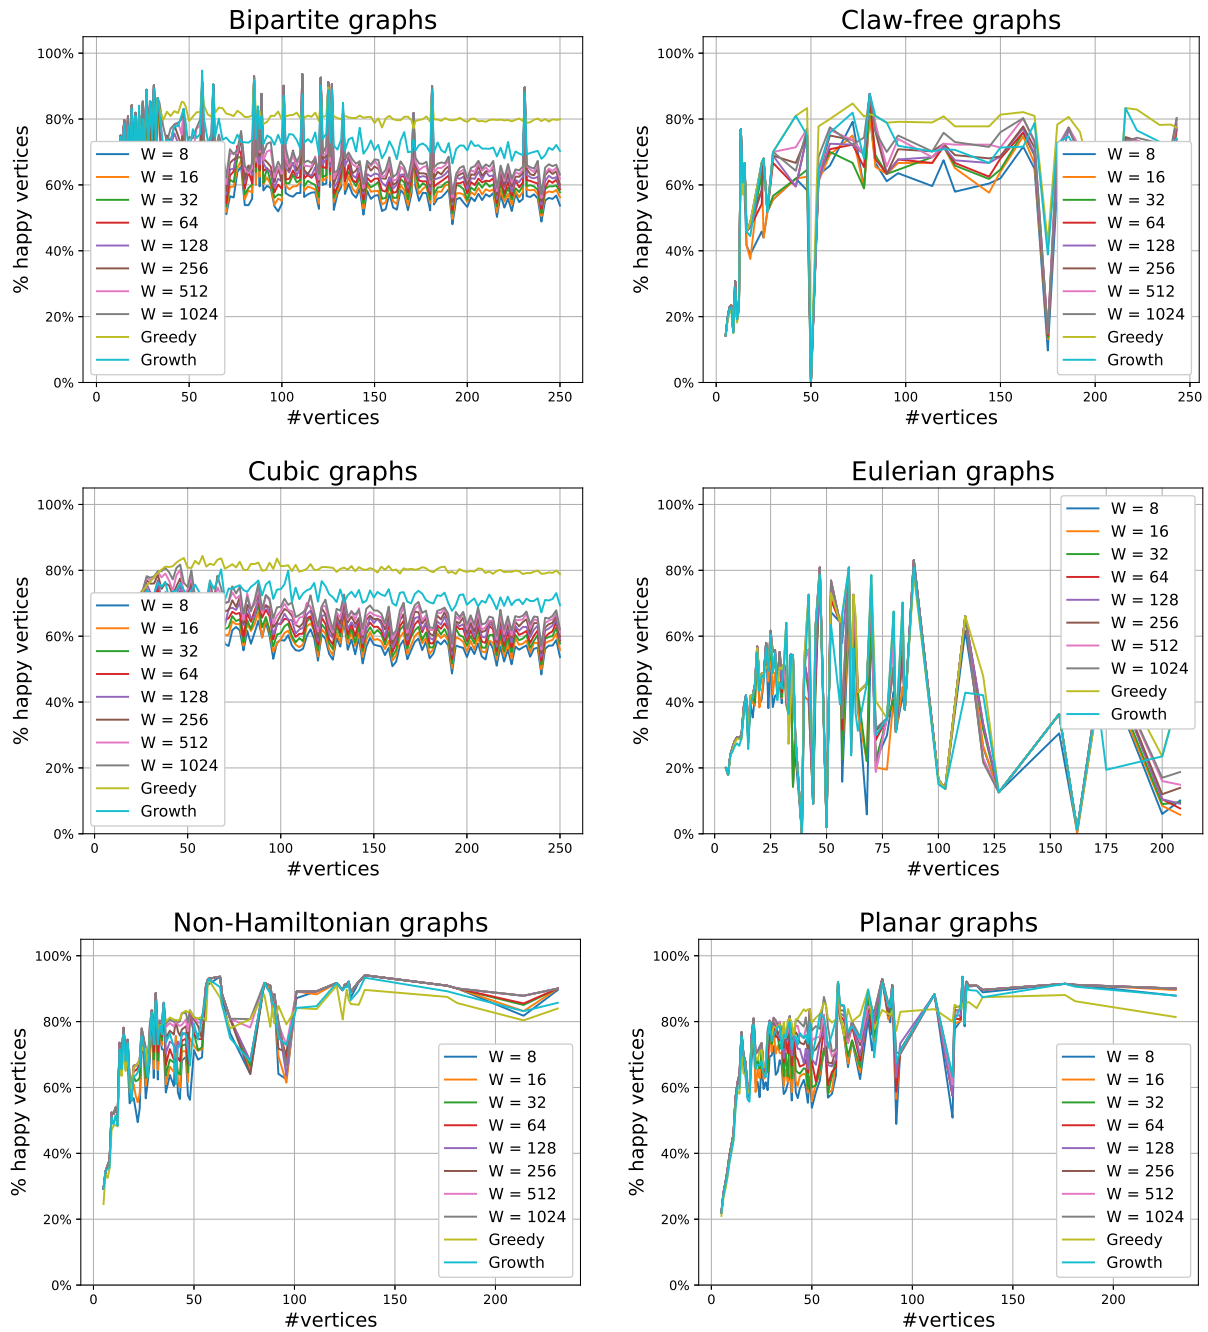 Bipartite graphs
100%
80%
60%
40%
20%
0%
% happy vertices
W = 8
W = 16
W = 32
W = 64
W = 128
W = 256
W = 512
W = 1024
Greedy
Growth
0 50 100 150 200 250
#vertices
Claw-free graphs
100%
80%
60%
40%
20%
0%
% happy vertices
W = 8
W = 16
W = 32
W = 64
W = 128
W = 256
W = 512
W = 1024
Greedy
Growth
0 50 100 150 200 250
#vertices
Cubic graphs
100%
80%
60%
40%
20%
0%
% happy vertices
W = 8
W = 16
W = 32
W = 64
W = 128
W = 256
W = 512
W = 1024
Greedy
Growth
0 50 100 150 200 250
#vertices
Eulerian graphs
100%
80%
60%
40%
20%
0%
% happy vertices
W = 8
W = 16
W = 32
W = 64
W = 128
W = 256
W = 512
W = 1024
Greedy
Growth
0 25 50 75 100 125 150 175 200
#vertices
Non-Hamiltonian graphs
100%
80%
60%
40%
20%
0%
% happy vertices
W = 8
W = 16
W = 32
W = 64
W = 128
W = 256
W = 512
W = 1024
Greedy
Growth
0 50 100 150 200
#vertices
Planar graphs
100%
80%
60%
40%
20%
0%
% happy vertices
W = 8
W = 16
W = 32
W = 64
W = 128
W = 256
W = 512
W = 1024
Greedy
Growth
0 50 100 150 200
#vertices